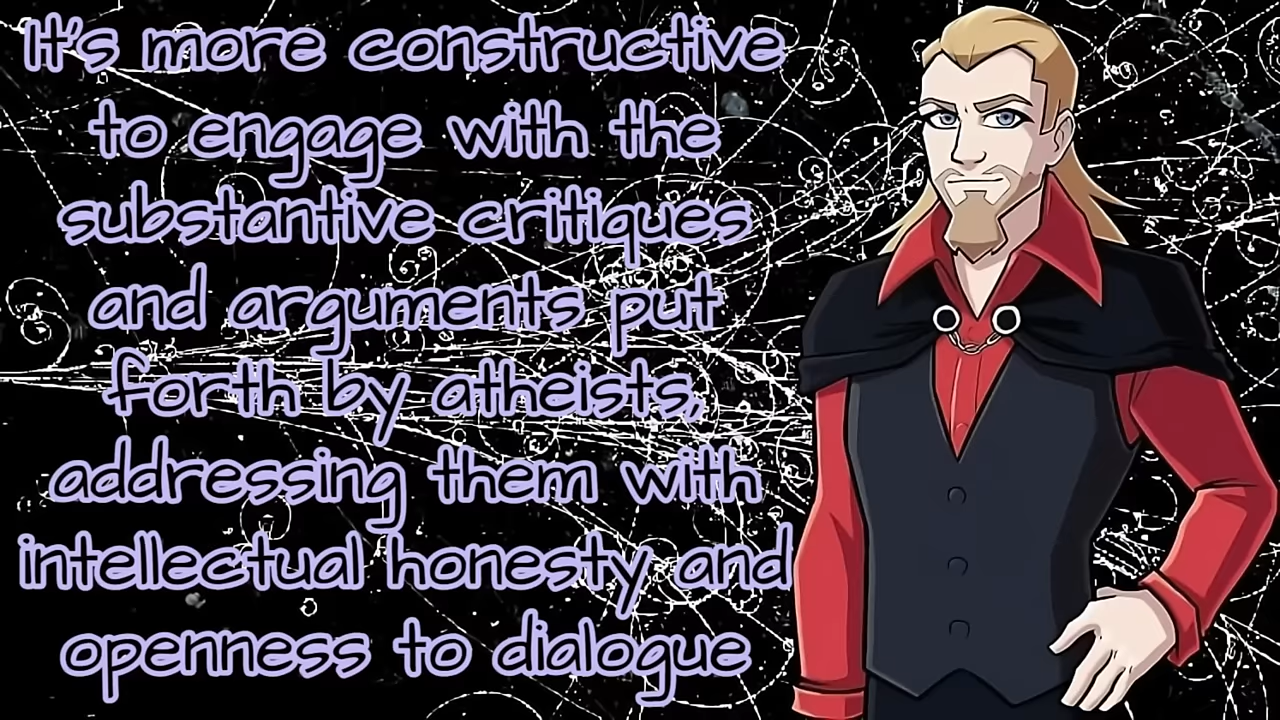 It's more constructive
to engage with the
substantive critiques
and arguments put
forth by atheists,
addressing them with
intellectual honesty and
openness to dialogue